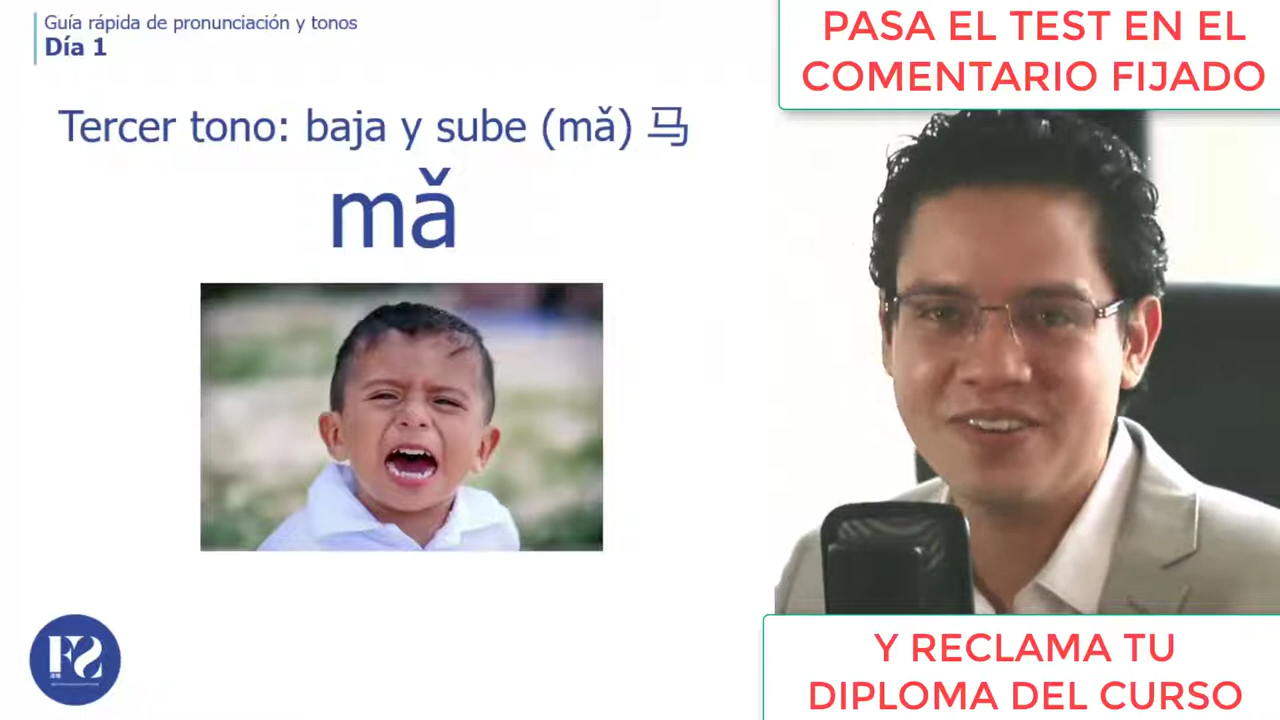 Guía rápida de pronunciación y tonos
Día 1
Tercer tono: baja y sube (mǎ) 马
mǎ
PASA EL TEST EN EL
COMENTARIO FIJADO
Y RECLAMA TU
DIPLOMA DEL CURSO